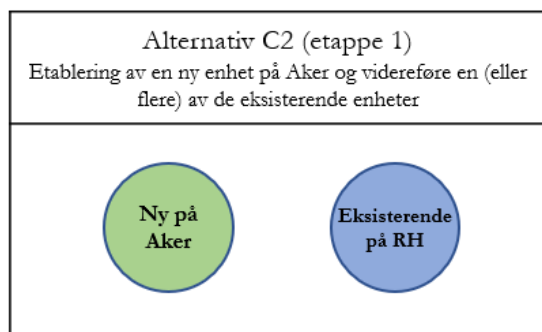 Alternativ C2 (etappe 1)
Etablering av en ny enhet på Aker og videreføre en (eller
flere) av de eksisterende enheter
Ny på
Aker
Eksisterende
på RH